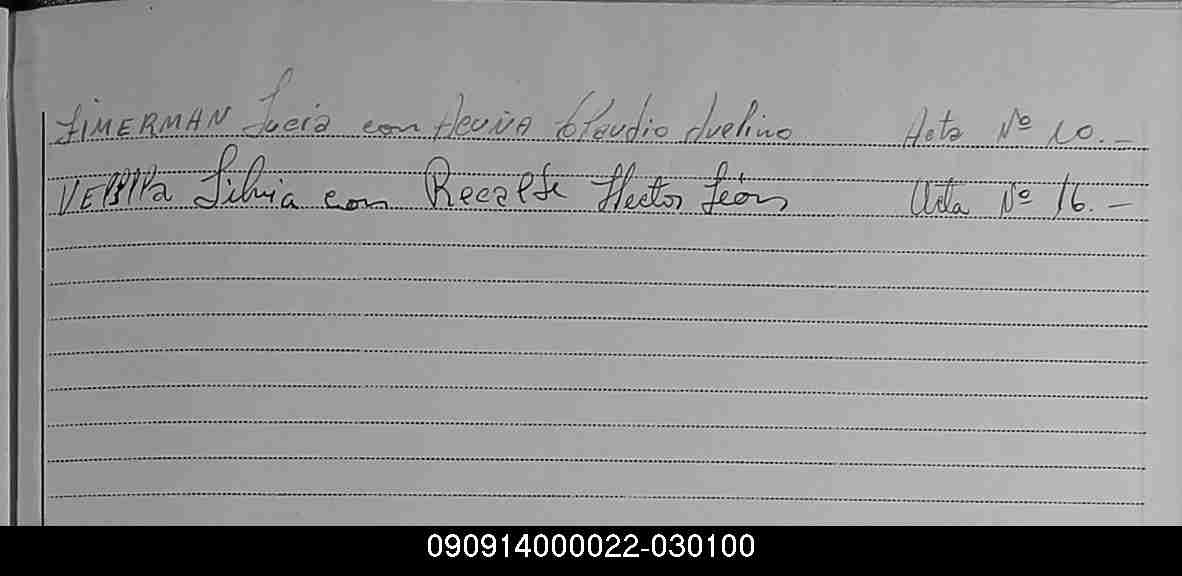 ZIMERMAN Lucia con Acuña Claudio Avelino Acta Nº 10.-
Silvia con Recalde Hector León Acta Nº 16.-
090914000022-030100